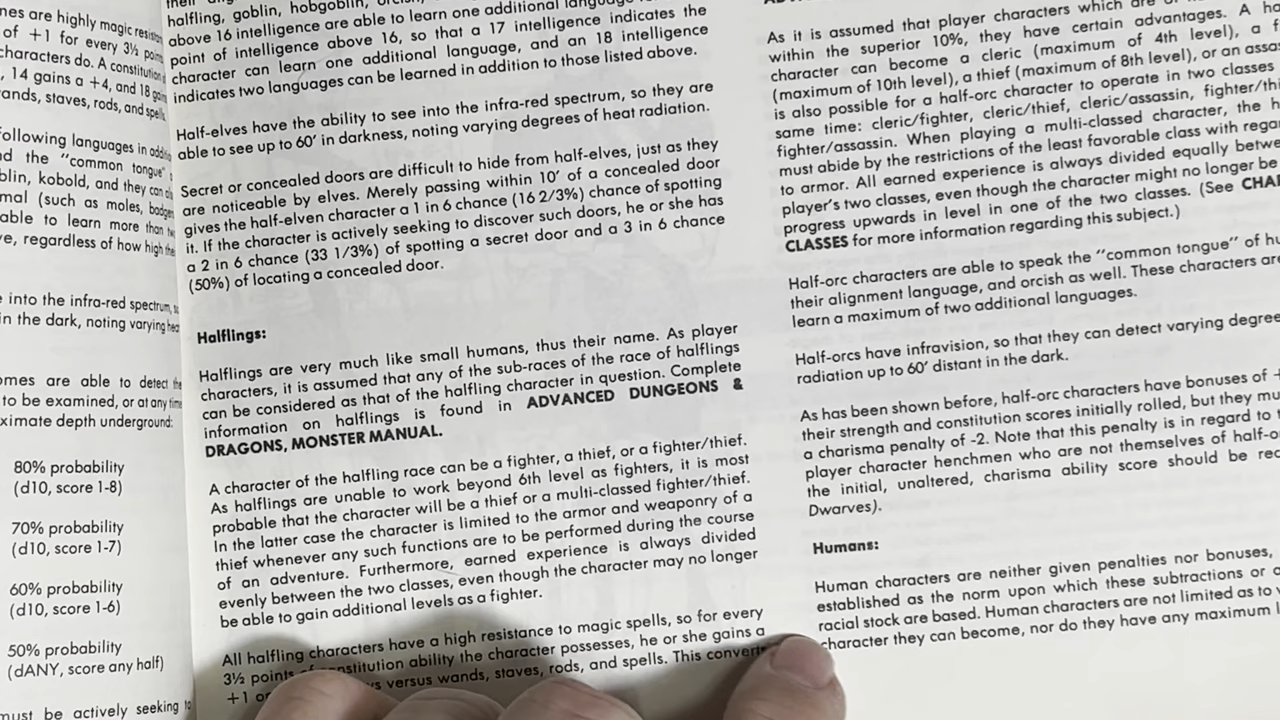 nes are highly magic
of +1 for every 3½
characters do. A constitution
, 14 gains a +4, and 18
ands, staves, rods, and spells
following languages in
nd the "common tongue"
blin, kobold, and they can
mal (such as moles,
able to learn more than
ve, regardless of how high the
e into the infra-red spectrum,
in the dark, noting varying
omes are able to detect the
to be examined, or at any time
ximate depth underground:
80% probability
(d10, score 1-8)
70% probability
(d10, score 1-7)
60% probability
(d10, score 1-6)
50% probability
(dANY, score any half)
must be actively seeking to
halfling, goblin, hobgoblin,
above 16 intelligence are able to learn one additional language
point of intelligence above 16, so that a 17 intelligence indicates the
character can learn one additional language, and an 18 intelligence
indicates two languages can be learned in addition to those listed above.
Half-elves have the ability to see into the infra-red spectrum, so they are
able to see up to 60' in darkness, noting varying degrees of heat radiation.
Secret or concealed doors are difficult to hide from half-elves, just as they
are noticeable by elves. Merely passing within 10' of a concealed door
gives the half-elven character a 1 in 6 chance (16 2/3%) chance of spotting
it. If the character is actively seeking to discover such doors, he or she has
a 2 in 6 chance (33 1/3%) of spotting a secret door and a 3 in 6 chance
(50%) of locating a concealed door.
Halflings:
Halflings are very much like small humans, thus their name. As player
characters, it is assumed that any of the sub-races of the race of halflings
can be considered as that of the halfling character in question. Complete
information on halflings is found in ADVANCED DUNGEONS &
DRAGONS, MONSTER MANUAL.
A character of the halfling race can be a fighter, a thief, or a fighter/thief.
As halflings are unable to work beyond 6th level as fighters, it is most
probable that the character will be a thief or a multi-classed fighter/thief.
In the latter case the character is limited to the armor and weaponry of a
thief whenever any such functions are to be performed during the course
of an adventure. Furthermore, earned experience is always divided
evenly between the two classes, even though the character may no longer
be able to gain additional levels as a fighter.
All halfling characters have a high resistance to magic spells, so for every
3½ points of constitution ability the character possesses, he or she gains a
+1 versus wands, staves, rods, and spells. This
As it is assumed that player characters which are
within the superior 10%, they have certain advantages. A
character can become a cleric (maximum of 4th level), a
(maximum of 10th level), a thief (maximum of 8th level), or an
is also possible for a half-orc character to operate in two classes
same time: cleric/fighter, cleric/thief, cleric/assassin,
fighter/assassin. When playing a multi-classed character, the
must abide by the restrictions of the least favorable class with
to armor. All earned experience is always divided equally
player's two classes, even though the character might no longer be
progress upwards in level in one of the two classes. (See
CLASSES for more information regarding this subject.)
Half-orc characters are able to speak the "common tongue" of
their alignment language, and orcish as well. These characters are
learn a maximum of two additional languages.
Half-orcs have infravision, so that they can detect varying
radiation up to 60' distant in the dark.
As has been shown before, half-orc characters have bonuses of
their strength and constitution scores initially rolled, but they
a charisma penalty of -2. Note that this penalty is in regard to
player character henchmen who are not themselves of
the initial, unaltered, charisma ability score should be
Dwarves).
Humans:
Human characters are neither given penalties nor bonuses,
established as the norm upon which these subtractions or
racial stock are based. Human characters are not limited as to
character they can become, nor do they have any maximum